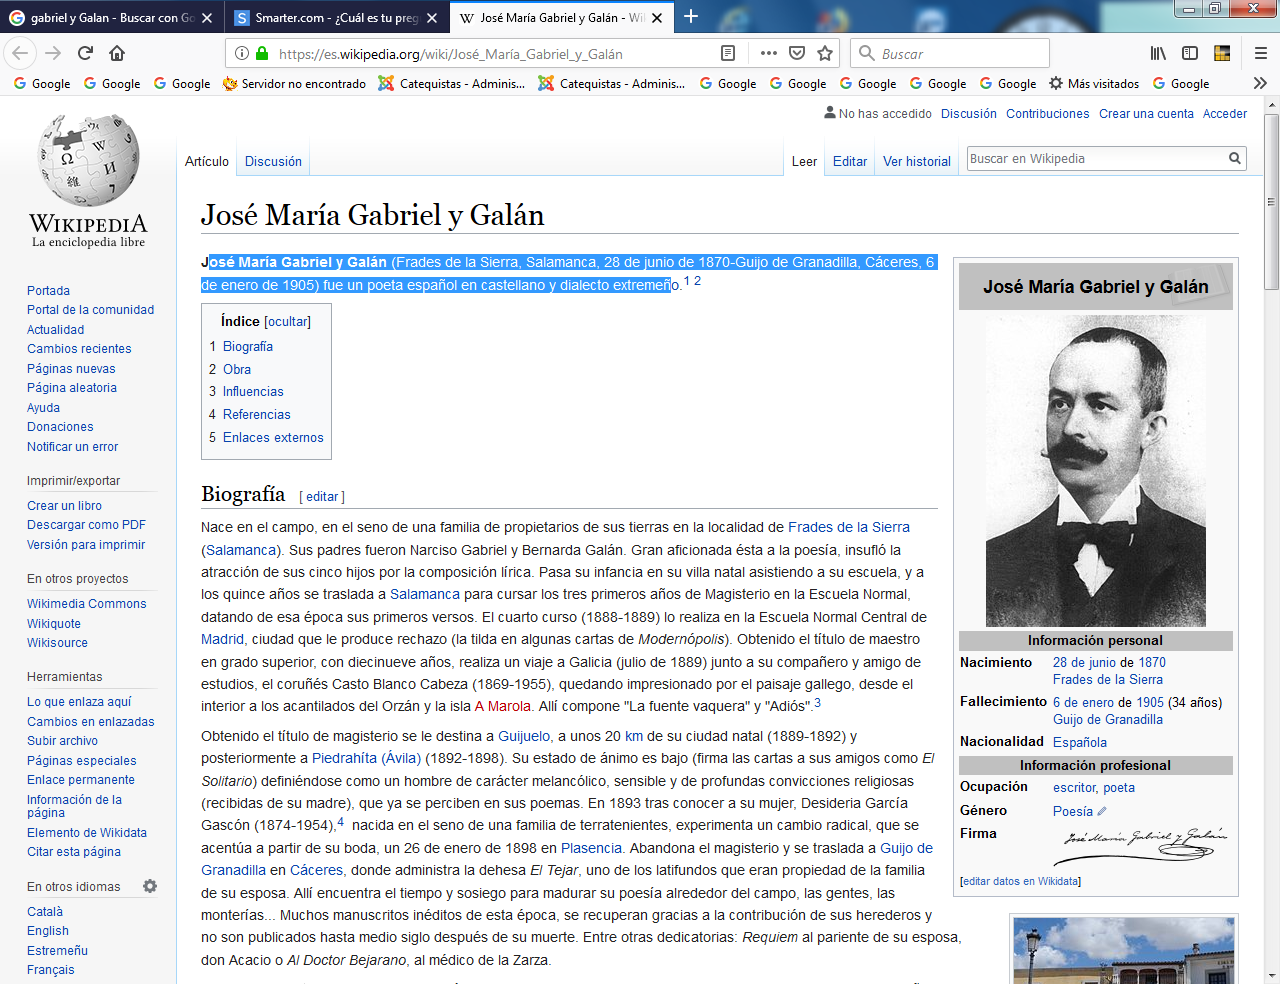 gabriel y Galan - Buscar con Go
Smarter.com - ¿Cuál es tu preg
José María Gabriel y Galán - Wi
https://es.wikipedia.org/wiki/José_María_Gabriel_y_Galán
Buscar
Google Google Google Servidor no encontrado Catequistas - Adminis... Catequistas - Adminis... Google Google Google Google Google Más visitados Google
No has accedido Discusión Contribuciones Crear una cuenta Acceder
Artículo Discusión Leer Editar Ver historial Buscar en Wikipedia
WIKIPEDIA
La enciclopedia libre
Portada
Portal de la comunidad
Actualidad
Cambios recientes
Páginas nuevas
Página aleatoria
Ayuda
Donaciones
Notificar un error
Imprimir/exportar
Crear un libro
Descargar como PDF
Versión para imprimir
En otros proyectos
Wikimedia Commons
Wikiquote
Wikisource
Herramientas
Lo que enlaza aquí
Cambios en enlazadas
Subir archivo
Páginas especiales
Enlace permanente
Información de la
página
Elemento de Wikidata
Citar esta página
En otros idiomas
Català
English
Estremeñu
Français
José María Gabriel y Galán
José María Gabriel y Galán (Frades de la Sierra, Salamanca, 28 de junio de 1870-Guijo de Granadilla, Cáceres, 6
de enero de 1905) fue un poeta español en castellano y dialecto extremeño.1 2
Índice [ocultar]
1 Biografía
2 Obra
3 Influencias
4 Referencias
5 Enlaces externos
Biografía [ editar ]
Nace en el campo, en el seno de una familia de propietarios de sus tierras en la localidad de Frades de la Sierra
(Salamanca). Sus padres fueron Narciso Gabriel y Bernarda Galán. Gran aficionada ésta a la poesía, insufló la
atracción de sus cinco hijos por la composición lírica. Pasa su infancia en su villa natal asistiendo a su escuela, y a
los quince años se traslada a Salamanca para cursar los tres primeros años de Magisterio en la Escuela Normal,
datando de esa época sus primeros versos. El cuarto curso (1888-1889) lo realiza en la Escuela Normal Central de
Madrid, ciudad que le produce rechazo (la tilda en algunas cartas de Modernópolis). Obtenido el título de maestro
en grado superior, con diecinueve años, realiza un viaje a Galicia (julio de 1889) junto a su compañero y amigo de
estudios, el coruñés Casto Blanco Cabeza (1869-1955), quedando impresionado por el paisaje gallego, desde el
interior a los acantilados del Orzán y la isla A Marola. Allí compone "La fuente vaquera" y "Adiós".3
Obtenido el título de magisterio se le destina a Guijuelo, a unos 20 km de su ciudad natal (1889-1892) y
posteriormente a Piedrahíta (Ávila) (1892-1898). Su estado de ánimo es bajo (firma las cartas a sus amigos como El
Solitario) definiéndose como un hombre de carácter melancólico, sensible y de profundas convicciones religiosas
(recibidas de su madre), que ya se perciben en sus poemas. En 1893 tras conocer a su mujer, Desideria García
Gascón (1874-1954),4 nacida en el seno de una familia de terratenientes, experimenta un cambio radical, que se
acentúa a partir de su boda, un 26 de enero de 1898 en Plasencia. Abandona el magisterio y se traslada a Guijo de
Granadilla en Cáceres, donde administra la dehesa El Tejar, uno de los latifundos que eran propiedad de la familia
de su esposa. Allí encuentra el tiempo y sosiego para madurar su poesía alrededor del campo, las gentes, las
monterías... Muchos manuscritos inéditos de esta época, se recuperan gracias a la contribución de sus herederos y
no son publicados hasta medio siglo después de su muerte. Entre otras dedicatorias: Requiem al pariente de su esposa,
don Acacio o Al Doctor Bejarano, al médico de la Zarza.
José María Gabriel y Galán
Información personal
Nacimiento 28 de junio de 1870
Frades de la Sierra
Fallecimiento 6 de enero de 1905 (34 años)
Guijo de Granadilla
Nacionalidad Española
Información profesional
Ocupación escritor, poeta
Género Poesía
Firma José María Gabriel y Galán
[editar datos en Wikidata]